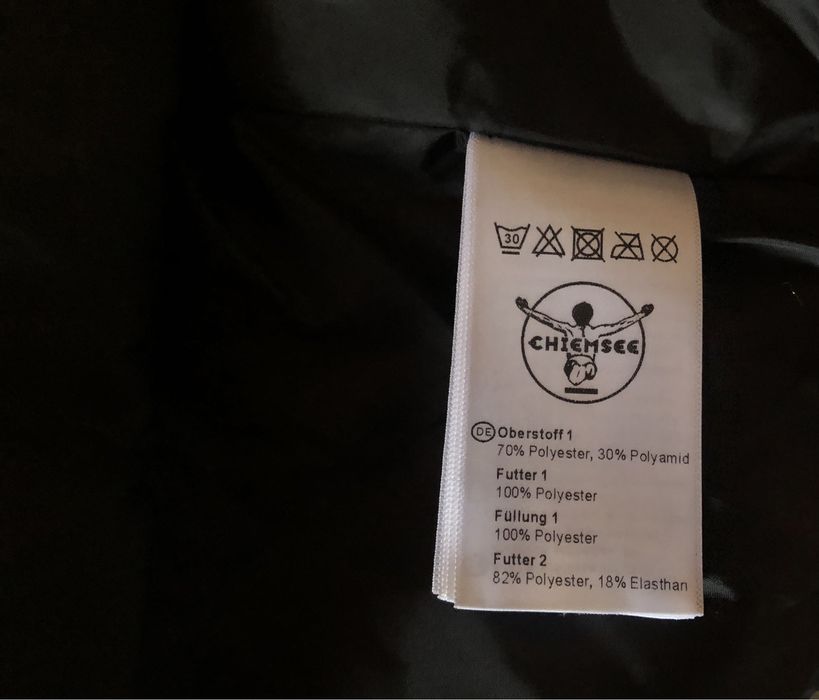 30
CHIEMSEE
DE Oberstoff 1
70% Polyester, 30% Polyamid
Futter 1
100% Polyester
Füllung 1
100% Polyester
Futter 2
82% Polyester, 18% Elasthan